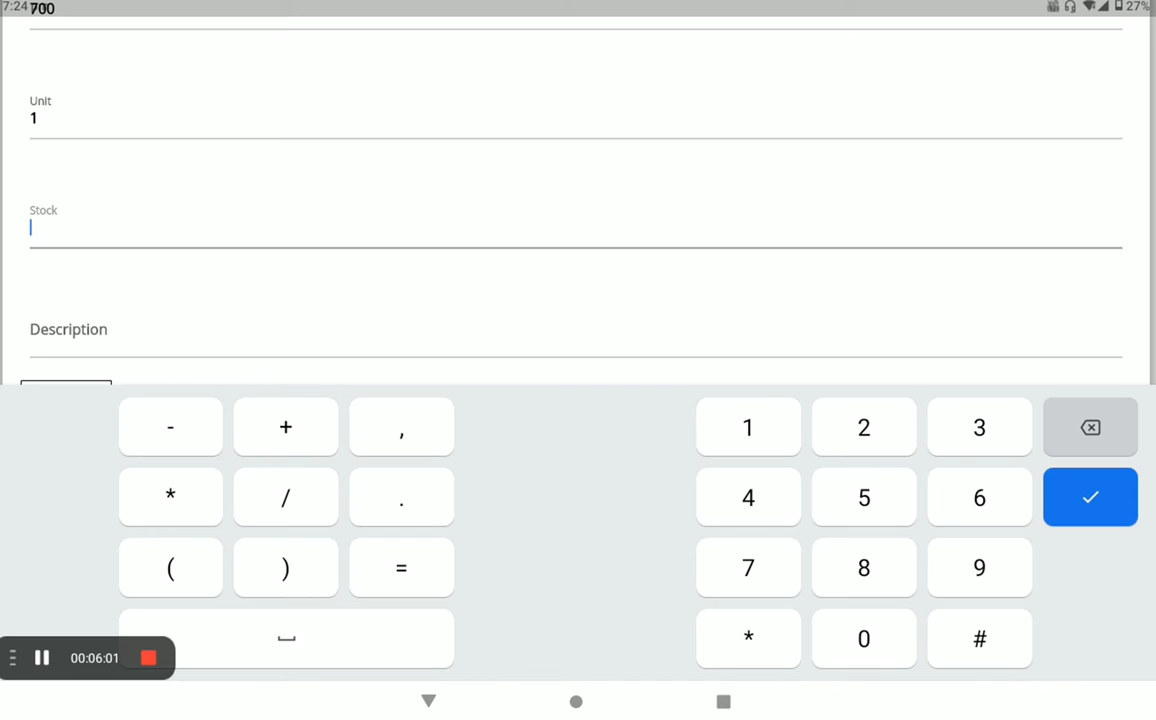 7:24
700
27%
Unit
1
Stock
Description
- + , 1 2 3
* / . 4 5 6
( ) = 7 8 9
* 0 #
00:06:01